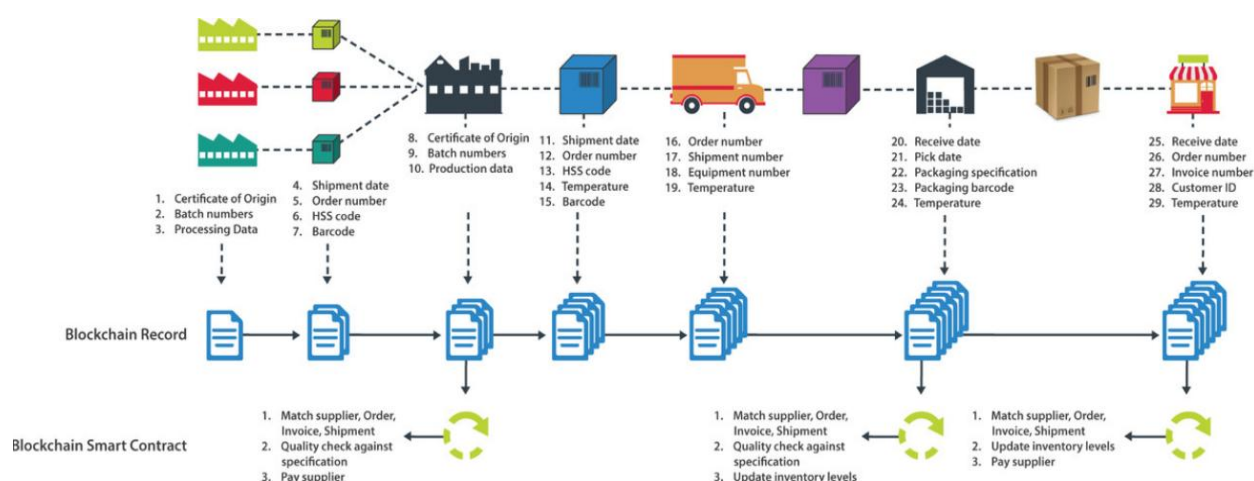 1. Certificate of Origin
2. Batch numbers
3. Processing Data
4. Shipment date
5. Order number
6. HSS code
7. Barcode
8. Certificate of Origin
9. Batch numbers
10. Production data
11. Shipment date
12. Order number
13. HSS code
14. Temperature
15. Barcode
16. Order number
17. Shipment number
18. Equipment number
19. Temperature
20. Receive date
21. Pick date
22. Packaging specification
23. Packaging barcode
24. Temperature
25. Receive date
26. Order number
27. Invoice number
28. Customer ID
29. Temperature
Blockchain Record
Blockchain Smart Contract
1. Match supplier, Order,
Invoice, Shipment
2. Quality check against
specification
3. Pay supplier
1. Match supplier, Order,
Invoice, Shipment
2. Quality check against
specification
3. Update inventory levels
1. Match supplier, Order,
Invoice, Shipment
2. Update inventory levels
3. Pay supplier